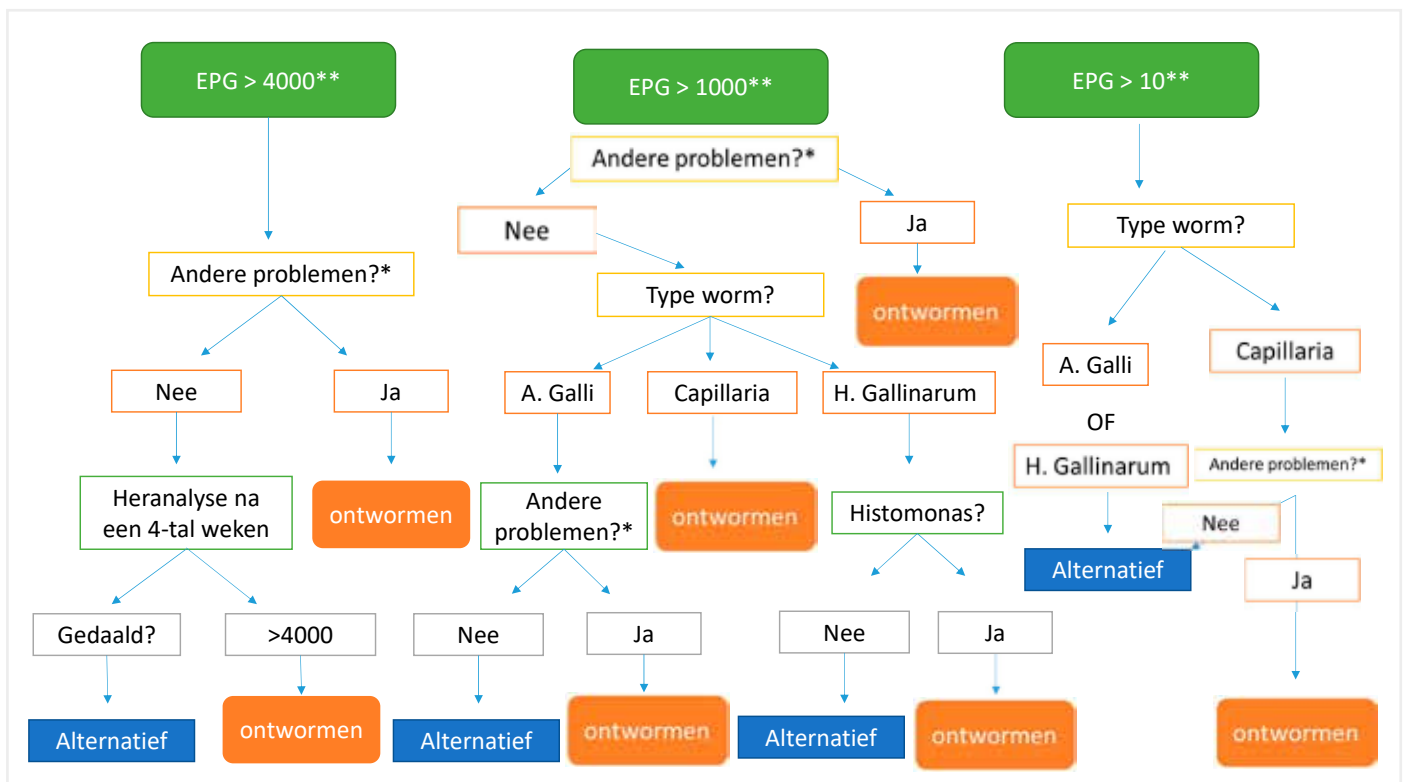 EPG > 4000**
Andere problemen?*
Nee
Ja
Heranalyse na
een 4-tal weken
ontwormen
Gedaald?
>4000
Alternatief
ontwormen
EPG > 1000**
Andere problemen?*
Nee
Ja
Type worm?
ontwormen
A. Galli
Capillaria
H. Gallinarum
Andere
problemen?*
ontwormen
Histomonas?
Nee
Ja
Nee
Ja
Alternatief
ontwormen
Alternatief
ontwormen
EPG > 10**
Type worm?
A. Galli
Capillaria
OF
H. Gallinarum
Andere problemen?*
Nee
Alternatief
Ja
ontwormen